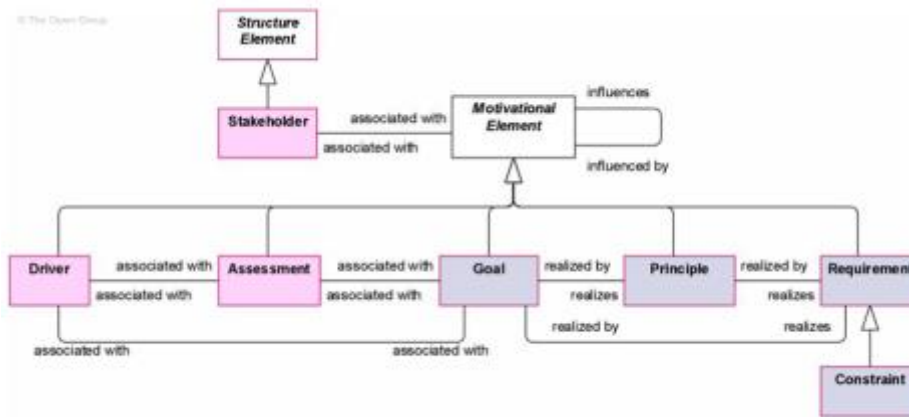 © The Open Group
Structure
Element
Stakeholder
associated with
associated with
Motivational
Element
influences
influenced by
Driver
associated with
associated with
Assessment
associated with
associated with
Goal
realized by
realizes
Principle
realized by
realizes
Requirement
associated with
associated with
realized by
realizes
Constraint